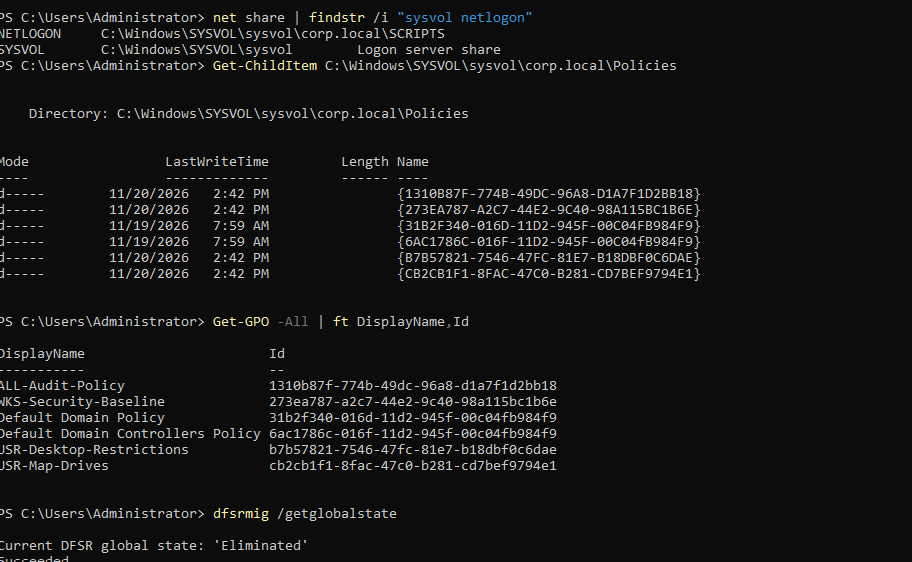 PS C:\Users\Administrator> net share | findstr /i "sysvol netlogon"
NETLOGON     C:\Windows\SYSVOL\sysvol\corp.local\SCRIPTS
SYSVOL       C:\Windows\SYSVOL\sysvol        Logon server share
PS C:\Users\Administrator> Get-ChildItem C:\Windows\SYSVOL\sysvol\corp.local\Policies
Directory: C:\Windows\SYSVOL\sysvol\corp.local\Policies
Mode                 LastWriteTime         Length Name
----                 -------------         ------ ----
d-----        11/20/2026   2:42 PM                {1310B87F-774B-49DC-96A8-D1A7F1D2BB18}
d-----        11/20/2026   2:42 PM                {273EA787-A2C7-44E2-9C40-98A115BC1B6E}
d-----        11/19/2026   7:59 AM                {31B2F340-016D-11D2-945F-00C04FB984F9}
d-----        11/19/2026   7:59 AM                {6AC1786C-016F-11D2-945F-00C04fB984F9}
d-----        11/20/2026   2:42 PM                {B7B57821-7546-47FC-81E7-B18DBF0C6DAE}
d-----        11/20/2026   2:42 PM                {CB2CB1F1-8FAC-47C0-B281-CD7BEF9794E1}
PS C:\Users\Administrator> Get-GPO -All | ft DisplayName,Id
DisplayName                       Id
-----------                       --
ALL-Audit-Policy                  1310b87f-774b-49dc-96a8-d1a7f1d2bb18
WKS-Security-Baseline             273ea787-a2c7-44e2-9c40-98a115bc1b6e
Default Domain Policy             31b2f340-016d-11d2-945f-00c04fb984f9
Default Domain Controllers Policy 6ac1786c-016f-11d2-945f-00c04fb984f9
USR-Desktop-Restrictions          b7b57821-7546-47fc-81e7-b18dbf0c6dae
USR-Map-Drives                    cb2cb1f1-8fac-47c0-b281-cd7bef9794e1
PS C:\Users\Administrator> dfsrmig /getglobalstate
Current DFSR global state: 'Eliminated'
Succeeded